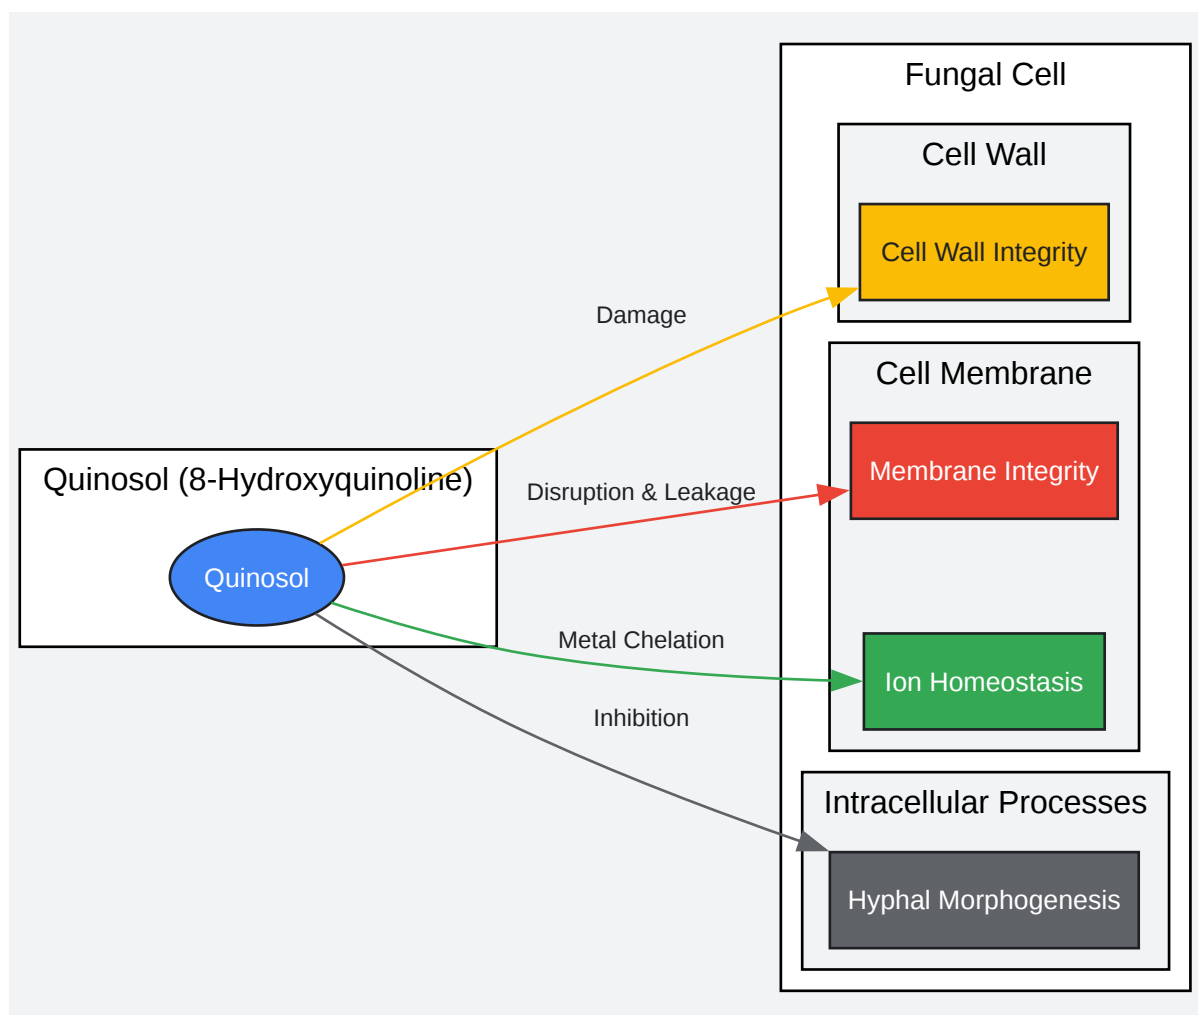 Fungal Cell
Cell Wall
Cell Wall Integrity
Damage
Cell Membrane
Quinosol (8-Hydroxyquinoline)
Membrane Integrity
Disruption & Leakage
Quinosol
Metal Chelation
Ion Homeostasis
Inhibition
Intracellular Processes
Hyphal Morphogenesis